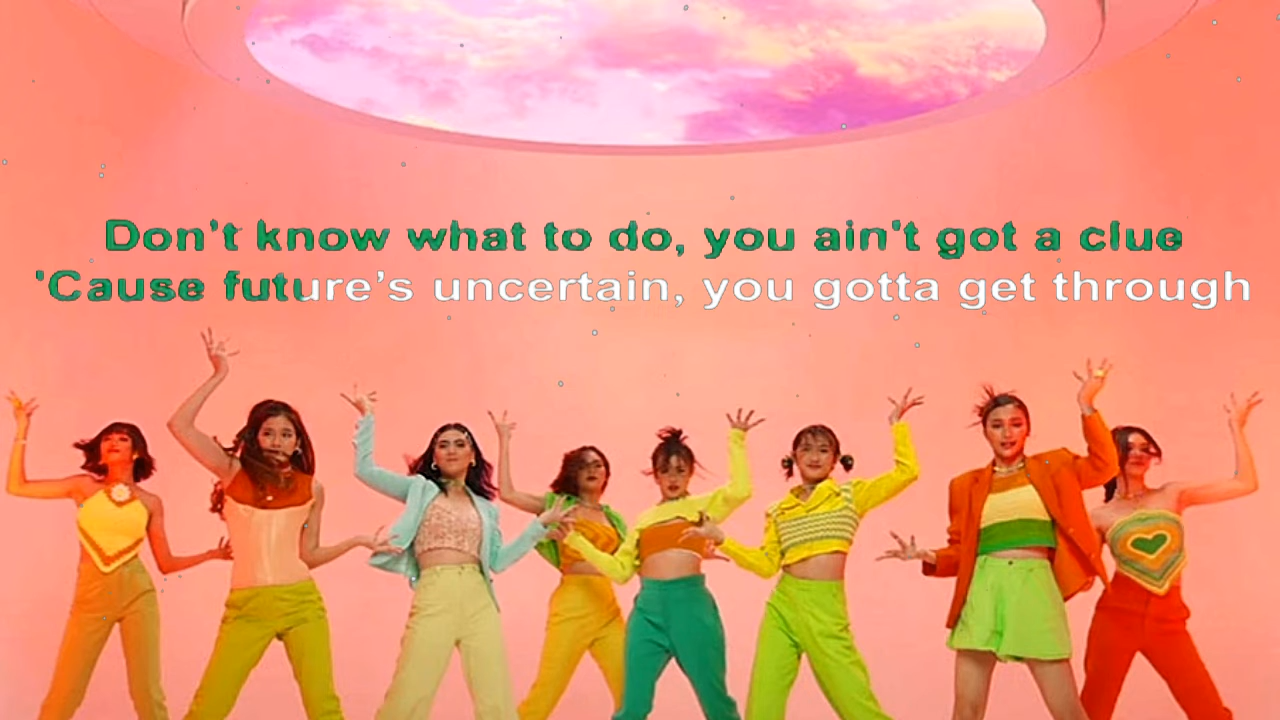 Don't know what to do, you ain't got a clue
'Cause future’s uncertain, you gotta get through